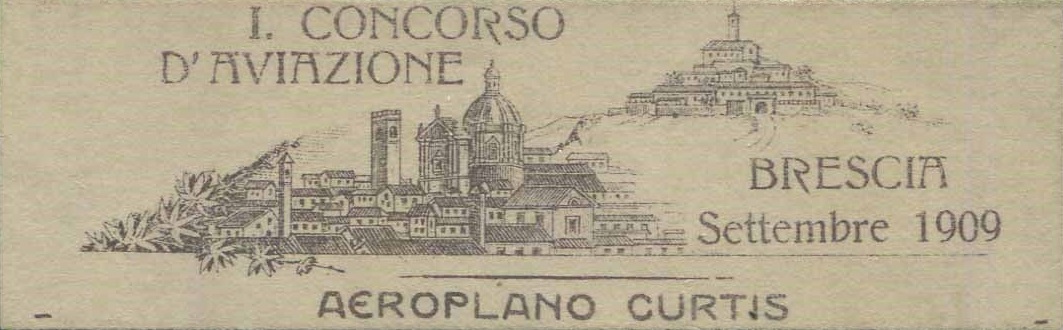 I. CONCORSO
D'AVIAZIONE
BRESCIA
Settembre 1909
AEROPLANO CURTIS